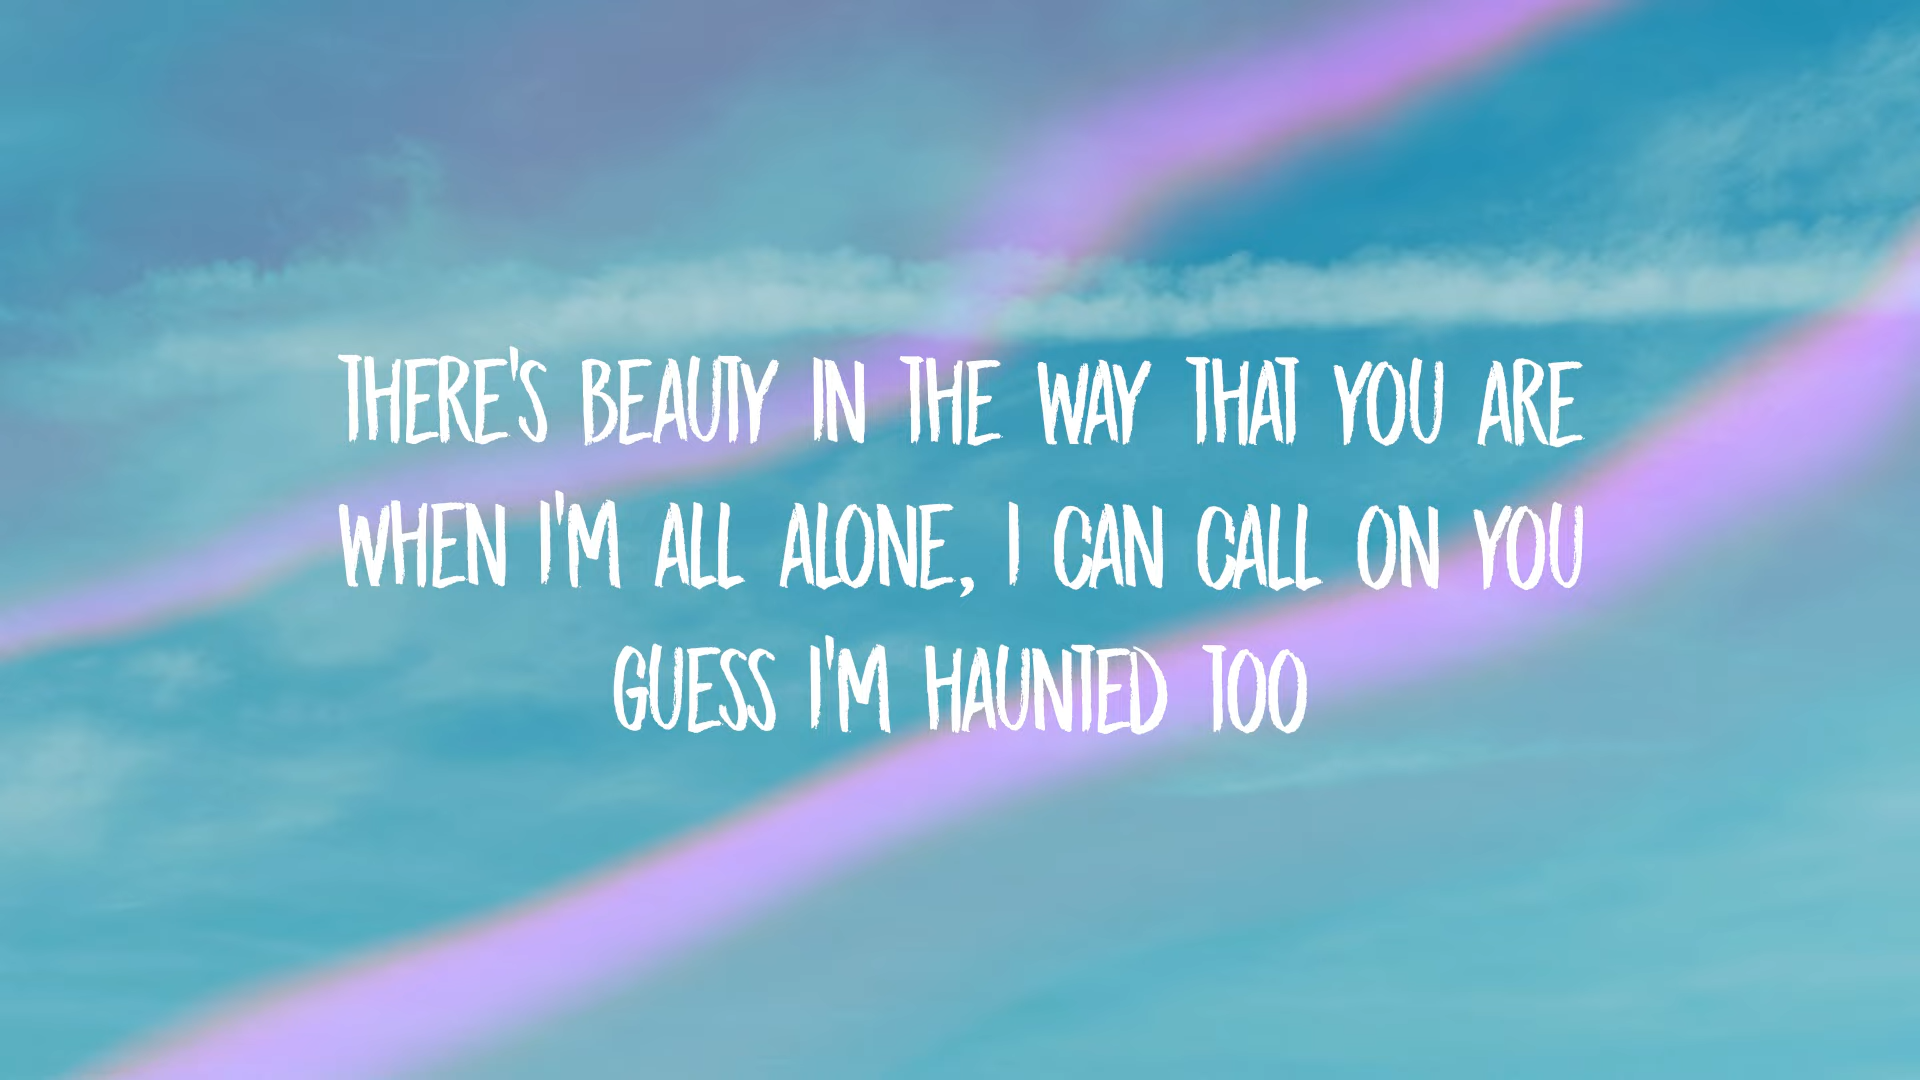 THERE'S BEAUTY IN THE WAY THAT YOU ARE
WHEN I'M ALL ALONE, I CAN CALL ON YOU
GUESS I'M HAUNTED TOO